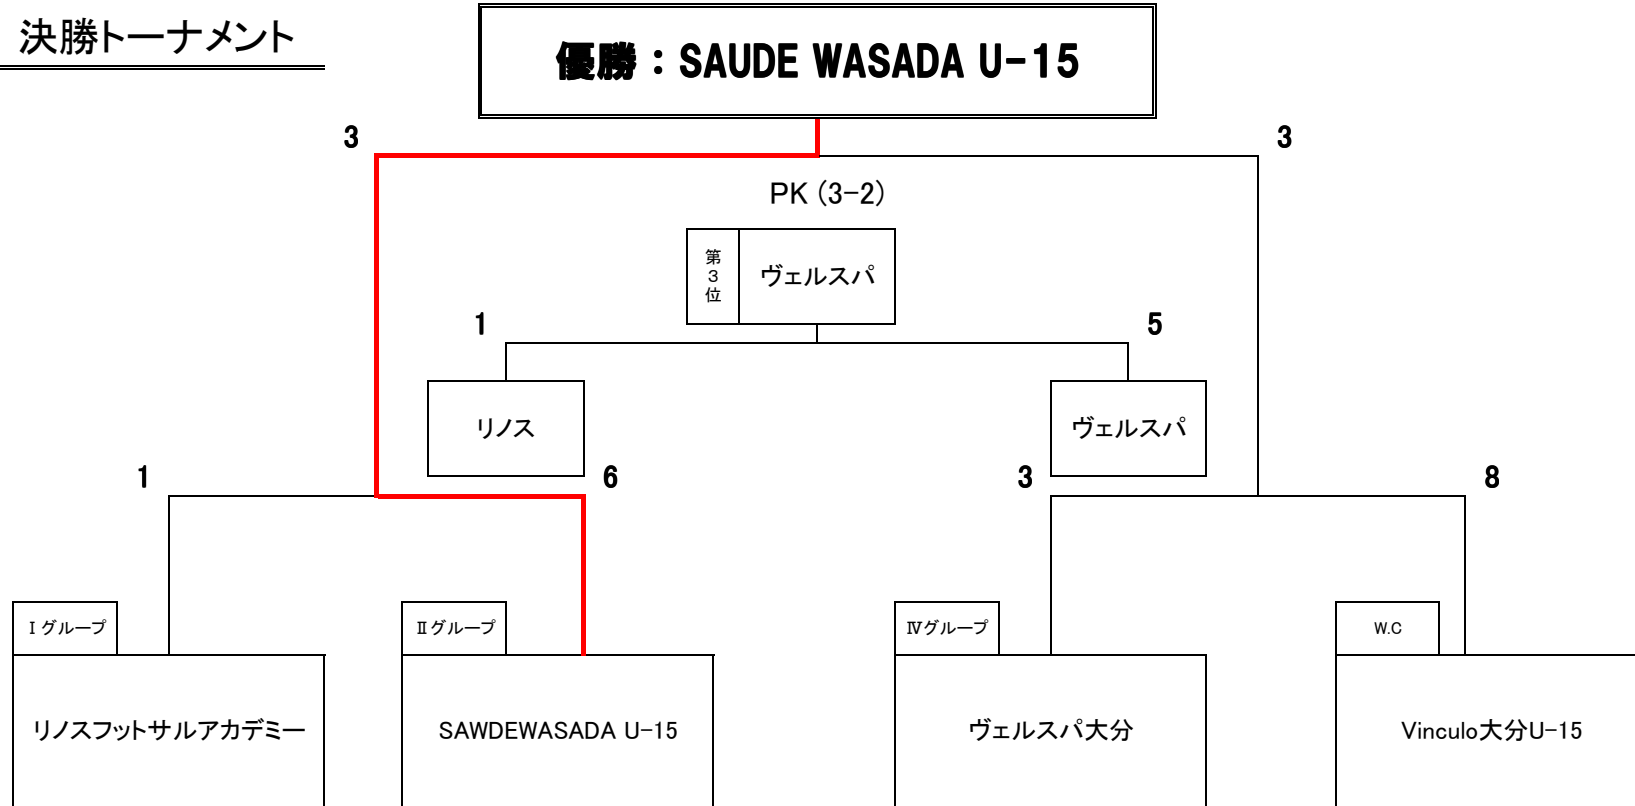 決勝トーナメント
優勝：SAUDE WASADA U-15
3
3
PK (3-2)
第3位
ヴェルスパ
1
5
リノス
ヴェルスパ
1
6
3
8
Ⅰグループ
Ⅱグループ
Ⅳグループ
W.C
リノスフットサルアカデミー
SAWDEWASADA U-15
ヴェルスパ大分
Vinculo大分U-15